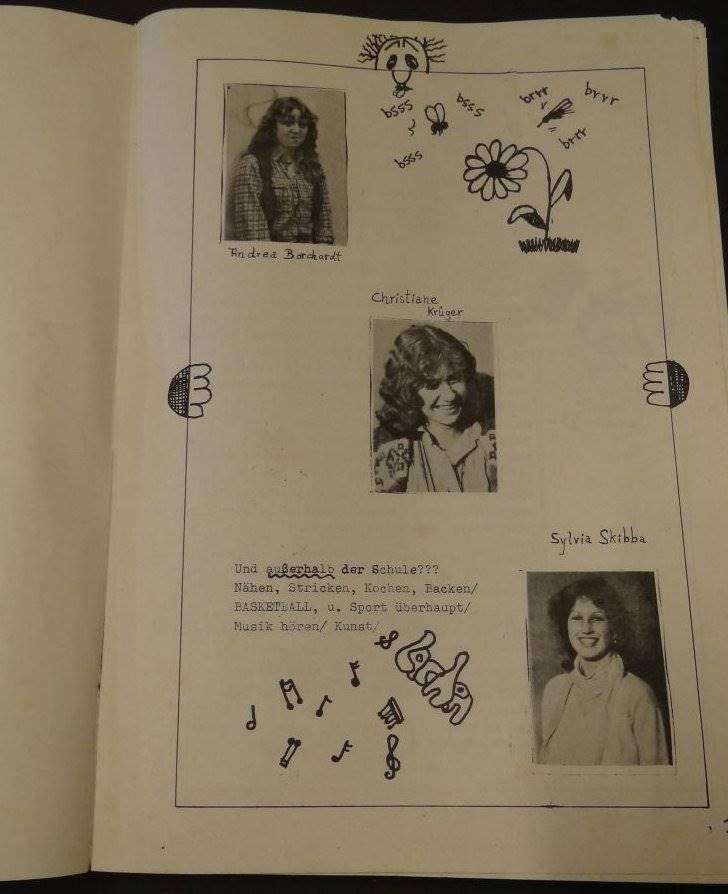 bsss
bsss
bsss
brrr
brrr
brrr
Andrea Borchardt
Christiane
Krüger
Sylvia Skibba
Und außerhalb der Schule???
Nähen, Stricken, Kochen, Backen/
BASKETBALL, u. Sport überhaupt/
Musik hören/ Kunst/